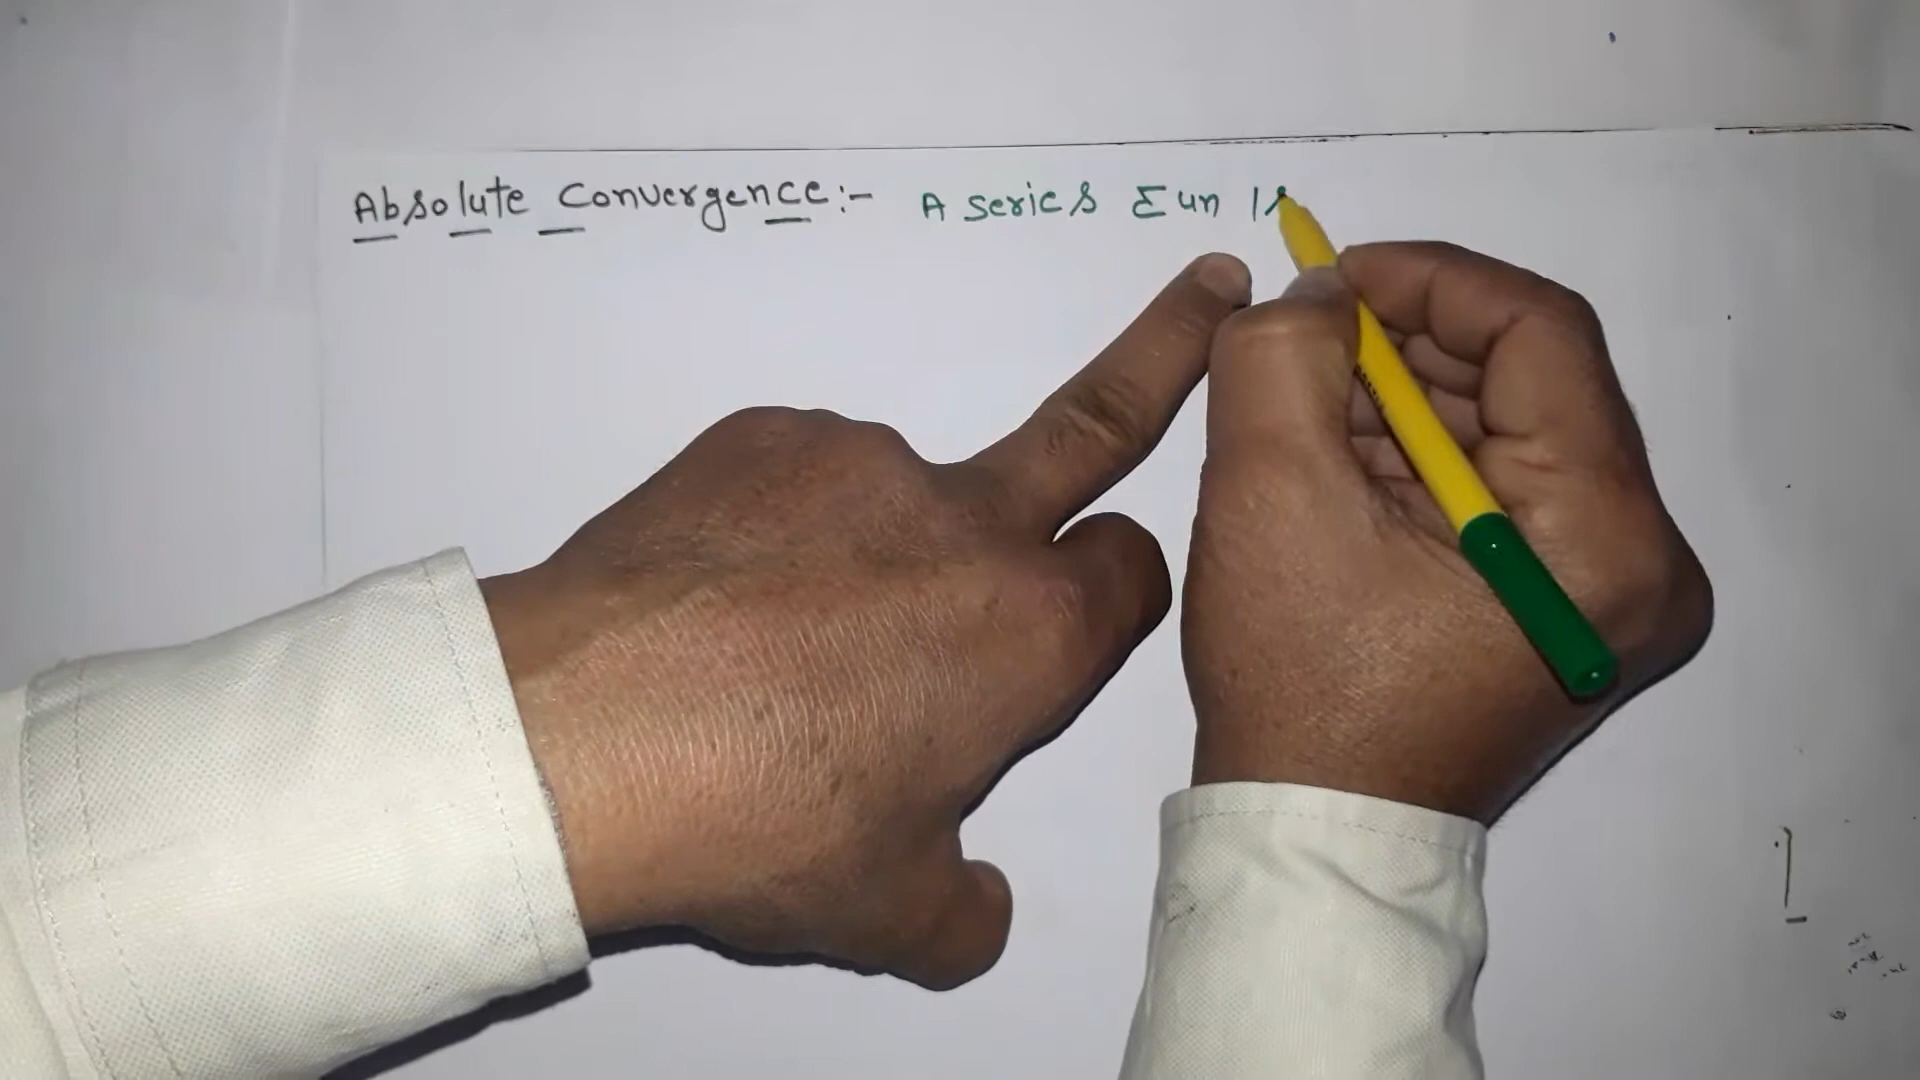 Absolute Convergence:- A series Σun is